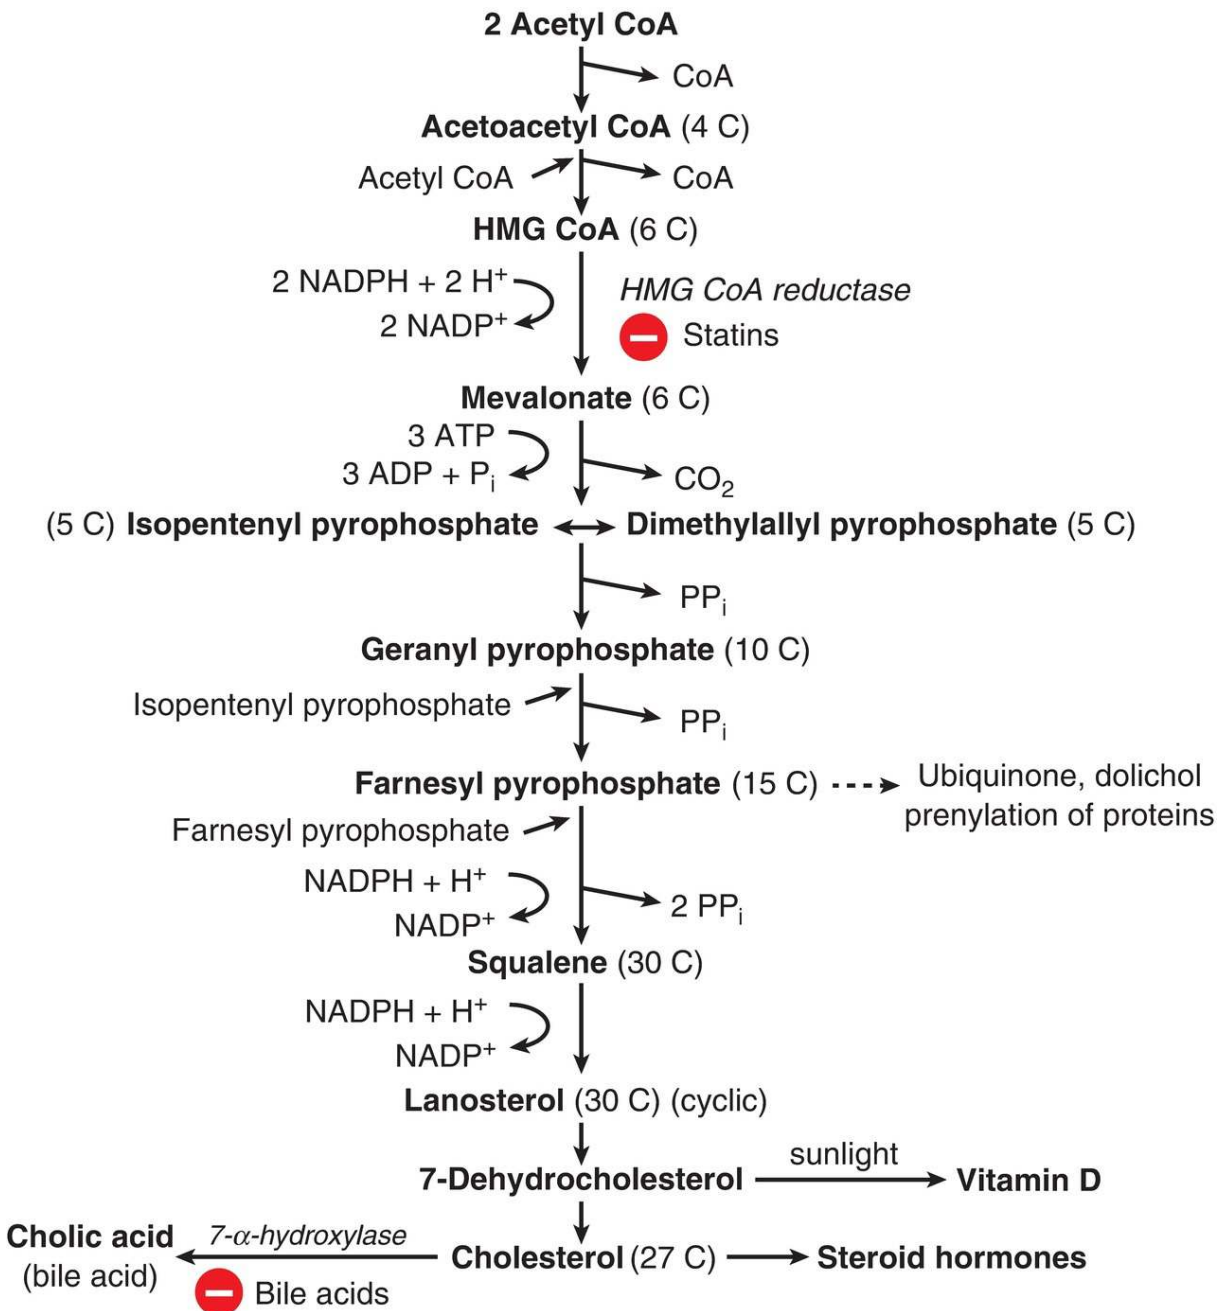 2 Acetyl CoA
CoA
Acetoacetyl CoA (4 C)
Acetyl CoA
CoA
HMG CoA (6 C)
2 NADPH + 2 H⁺
2 NADP⁺
HMG CoA reductase
Statins
Mevalonate (6 C)
3 ATP
3 ADP + Pᵢ
CO₂
(5 C) Isopentenyl pyrophosphate
Dimethylallyl pyrophosphate (5 C)
PPᵢ
Geranyl pyrophosphate (10 C)
Isopentenyl pyrophosphate
PPᵢ
Farnesyl pyrophosphate (15 C)
Ubiquinone, dolichol
prenylation of proteins
Farnesyl pyrophosphate
NADPH + H⁺
NADP⁺
2 PPᵢ
Squalene (30 C)
NADPH + H⁺
NADP⁺
Lanosterol (30 C) (cyclic)
7-Dehydrocholesterol
sunlight
Vitamin D
Cholic acid
(bile acid)
7-α-hydroxylase
Bile acids
Cholesterol (27 C)
Steroid hormones